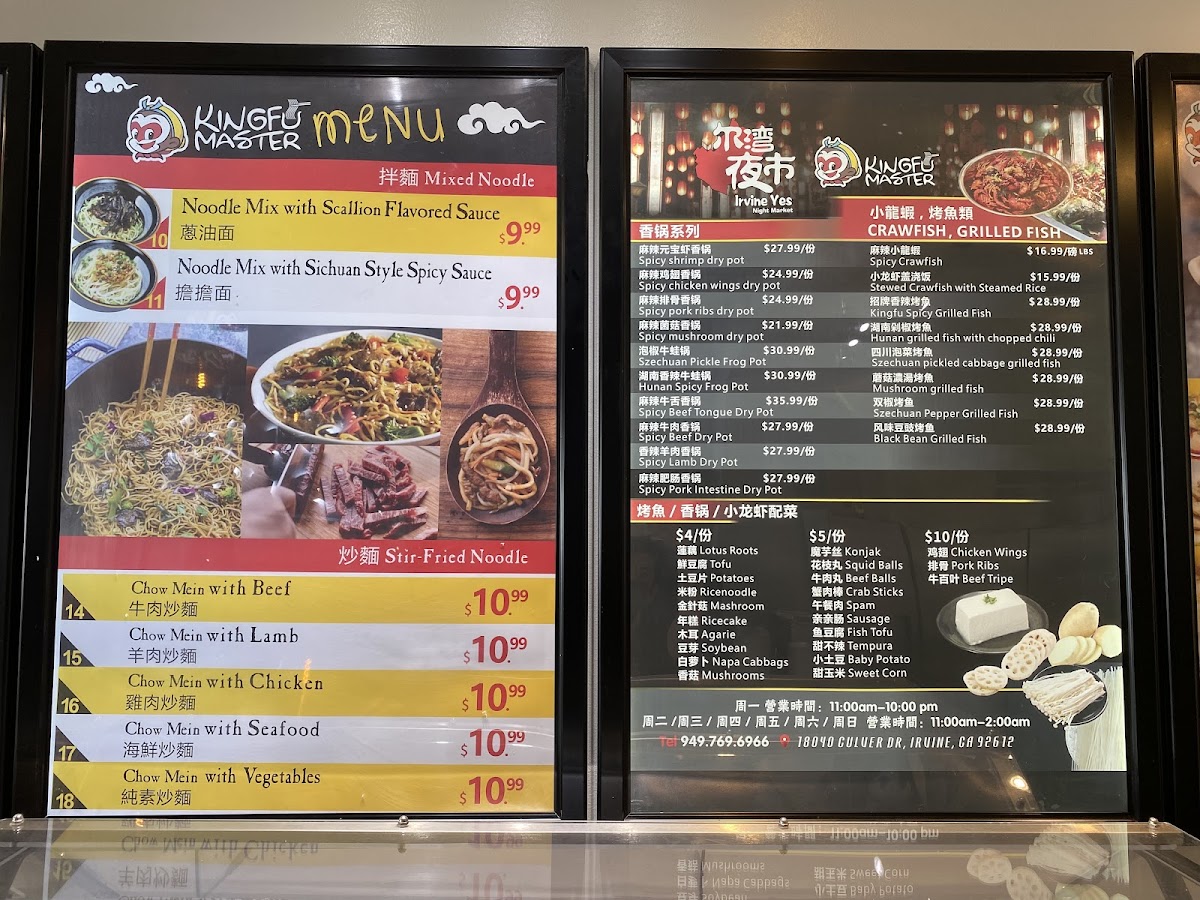 KINGFU
MASTER
MENU
拌麵 Mixed Noodle
Noodle Mix with Scallion Flavored Sauce
蔥油面
10
$9.99
Noodle Mix with Sichuan Style Spicy Sauce
擔擔面
11
$9.99
炒麵 Stir-Fried Noodle
Chow Mein with Beef
14 牛肉炒麵 $10.99
Chow Mein with Lamb
15 羊肉炒麵 $10.99
Chow Mein with Chicken
16 雞肉炒麵 $10.99
Chow Mein with Seafood
17 海鮮炒麵 $10.99
Chow Mein with Vegetables
18 純素炒麵 $10.99
尔湾
夜市
Irvine Yes
Night Market
KINGFU
MASTER
香锅系列
麻辣元宝虾香锅 $27.99/份
Spicy shrimp dry pot
麻辣鸡翅香锅 $24.99/份
Spicy chicken wings dry pot
麻辣排骨香锅 $24.99/份
Spicy pork ribs dry pot
麻辣菌菇香锅 $21.99/份
Spicy mushroom dry pot
泡椒牛蛙锅 $30.99/份
Szechuan Pickle Frog Pot
湖南香辣牛蛙锅 $30.99/份
Hunan Spicy Frog Pot
麻辣牛舌香锅 $35.99/份
Spicy Beef Tongue Dry Pot
麻辣牛肉香锅 $27.99/份
Spicy Beef Dry Pot
香辣羊肉香锅 $27.99/份
Spicy Lamb Dry Pot
麻辣肥肠香锅 $27.99/份
Spicy Pork Intestine Dry Pot
小龍蝦，烤魚類
CRAWFISH, GRILLED FISH
麻辣小龍蝦 $16.99/磅 LBS
Spicy Crawfish
小龙虾盖浇饭 $15.99/份
Stewed Crawfish with Steamed Rice
招牌香辣烤魚 $28.99/份
Kingfu Spicy Grilled Fish
湖南剁椒烤魚 $28.99/份
Hunan grilled fish with chopped chili
四川泡菜烤魚 $28.99/份
Szechuan pickled cabbage grilled fish
蘑菇濃湯烤魚 $28.99/份
Mushroom grilled fish
双椒烤魚 $28.99/份
Szechuan Pepper Grilled Fish
风味豆豉烤魚 $28.99/份
Black Bean Grilled Fish
烤魚 / 香锅 / 小龙虾配菜
$4/份
蓮藕 Lotus Roots
鮮豆腐 Tofu
土豆片 Potatoes
米粉 Ricenoodle
金針菇 Mashroom
年糕 Ricecake
木耳 Agarie
豆芽 Soybean
白萝卜 Napa Cabbags
香菇 Mushrooms
$5/份
魔芋丝 Konjak
花枝丸 Squid Balls
牛肉丸 Beef Balls
蟹肉棒 Crab Sticks
午餐肉 Spam
亲亲肠 Sausage
鱼豆腐 Fish Tofu
甜不辣 Tempura
小土豆 Baby Potato
甜玉米 Sweet Corn
$10/份
鸡翅 Chicken Wings
排骨 Pork Ribs
牛百叶 Beef Tripe
周一 營業時間：11:00am–10:00 pm
周二 / 周三 / 周四 / 周五 / 周六 / 周日 營業時間：11:00am–2:00am
Tel 949.769.6966 18040 CULVER DR, IRVINE, CA 92612